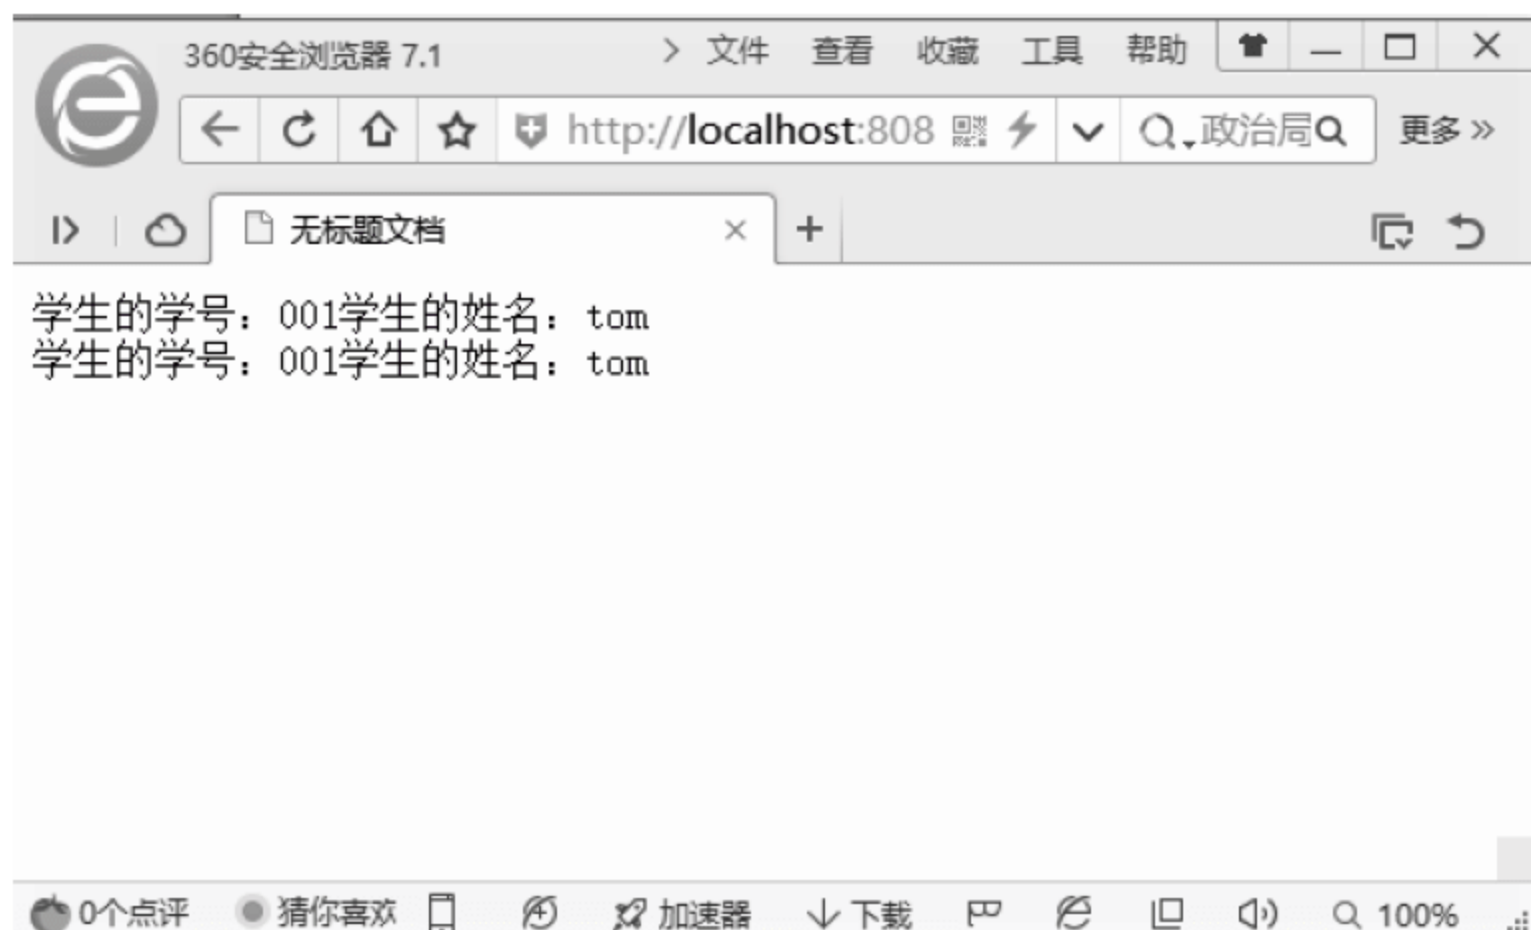 360安全浏览器 7.1 > 文件 查看 收藏 工具 帮助
http://localhost:808 政治局 更多 »
无标题文档
学生的学号：001学生的姓名：tom
学生的学号：001学生的姓名：tom
0个点评 猜你喜欢 加速器 下载 100%